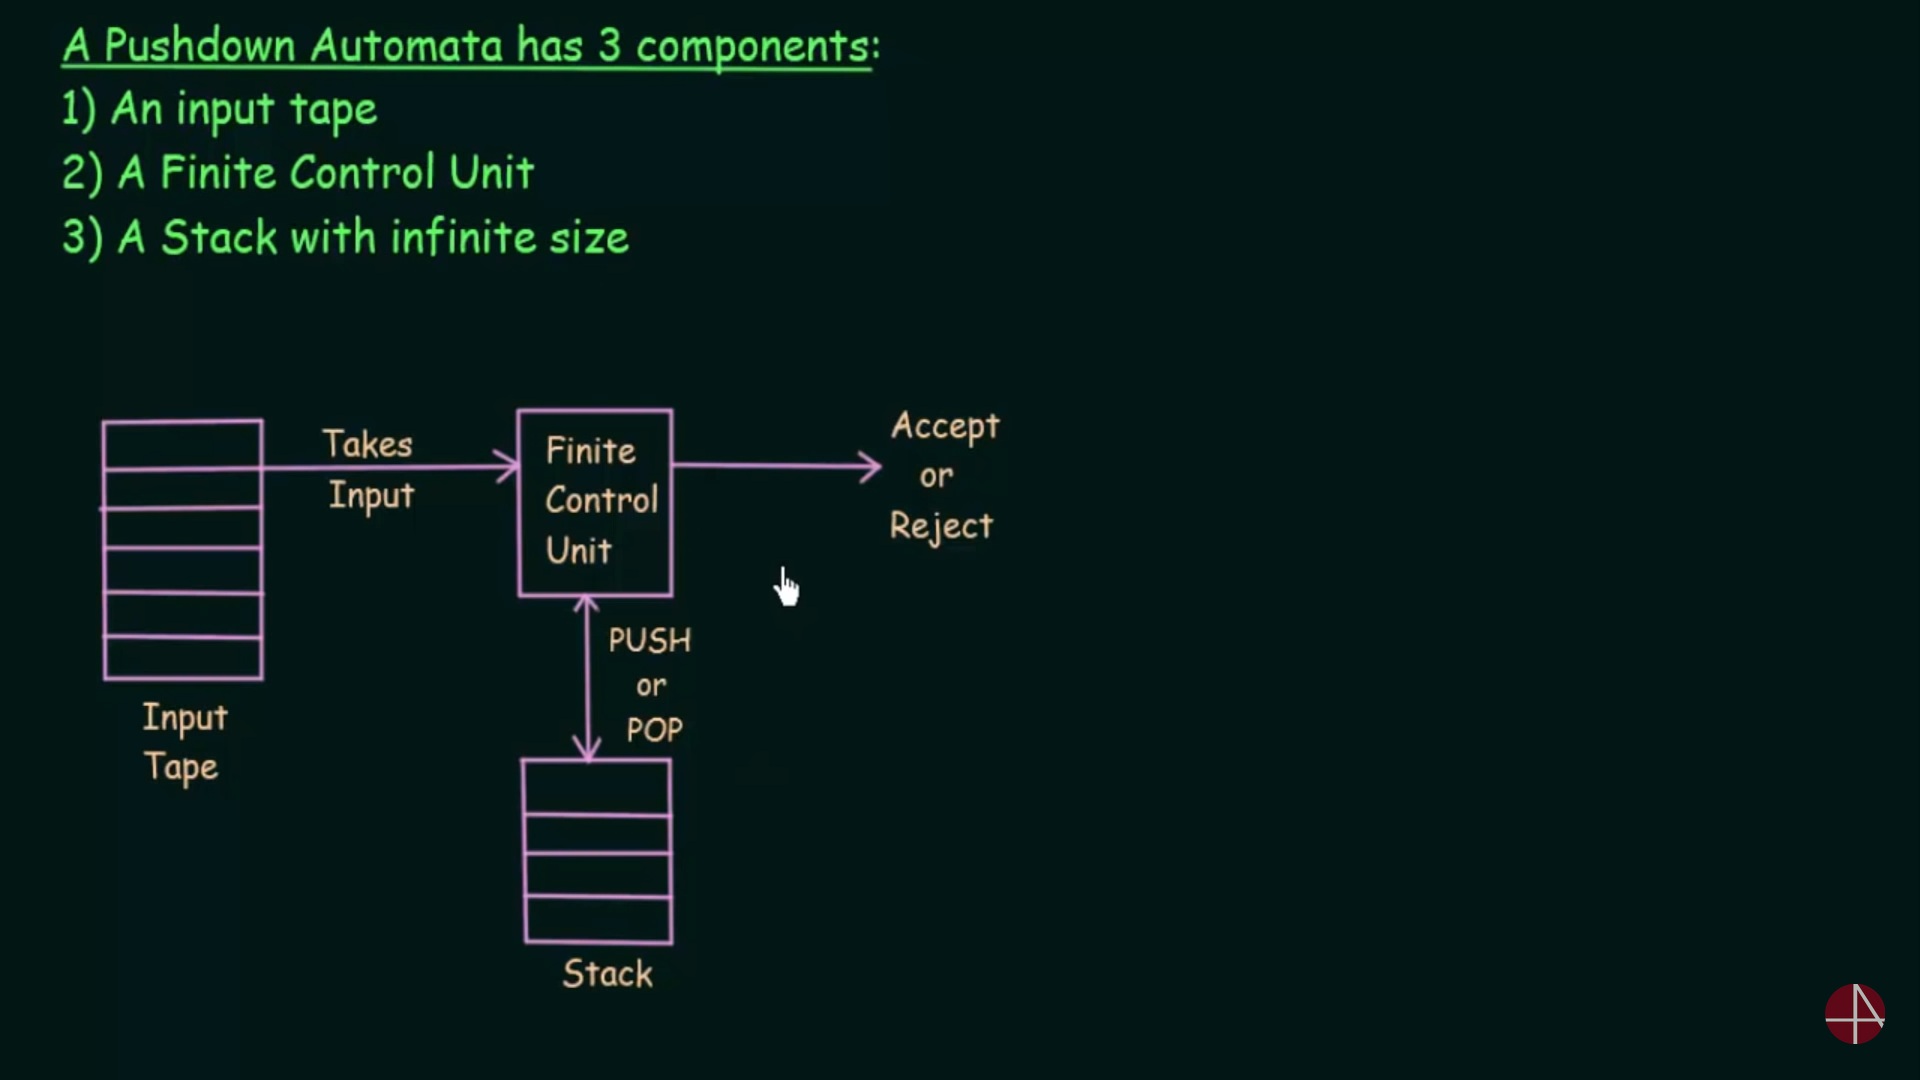 A Pushdown Automata has 3 components:
1) An input tape
2) A Finite Control Unit
3) A Stack with infinite size
Takes
Input
Finite
Control
Unit
Accept
or
Reject
PUSH
or
POP
Input
Tape
Stack